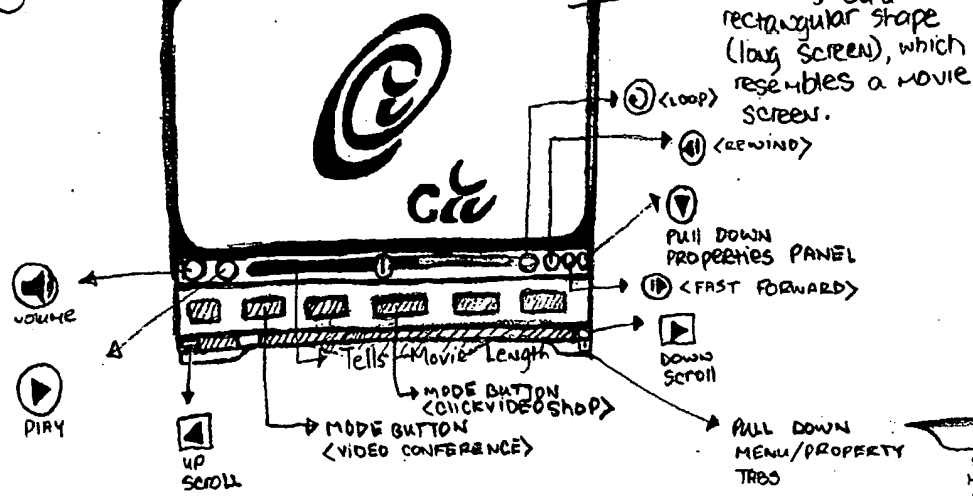 rectangular shape
(long screen), which
resembles a movie
screen.
<LOOP>
<REWIND>
PUll DOWN
PROPERTIES PANEL
<FAST FORWARD>
VOLUME
PlAY
Tells Movie Length
DOWN
Scroll
MODE BUTTON
<ClICKVIDEOSHOP>
MODE BUTTON
<VIDEO CONFERENCE>
UP
SCROLL
PULL DOWN
MENU/PROPERTY
TABS